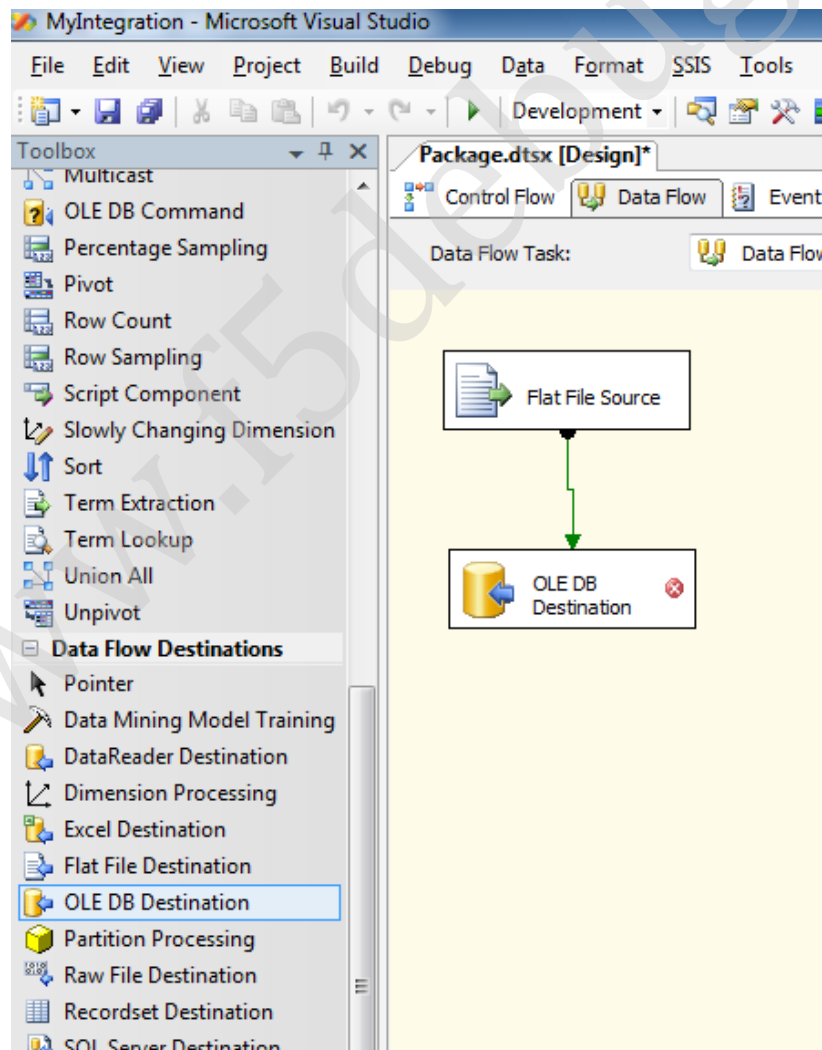 MyIntegration - Microsoft Visual Studio
File Edit View Project Build Debug Data Format SSIS Tools
Development
Toolbox
Package.dtsx [Design]*
Multicast
Control Flow Data Flow Event
OLE DB Command
Percentage Sampling
Data Flow Task: Data Flow
Pivot
Row Count
Row Sampling
Flat File Source
Script Component
Slowly Changing Dimension
Sort
Term Extraction
Term Lookup
Union All
OLE DB
Destination
Unpivot
Data Flow Destinations
Pointer
Data Mining Model Training
DataReader Destination
Dimension Processing
Excel Destination
Flat File Destination
OLE DB Destination
Partition Processing
Raw File Destination
Recordset Destination
SQL Server Destination
w.f5debug